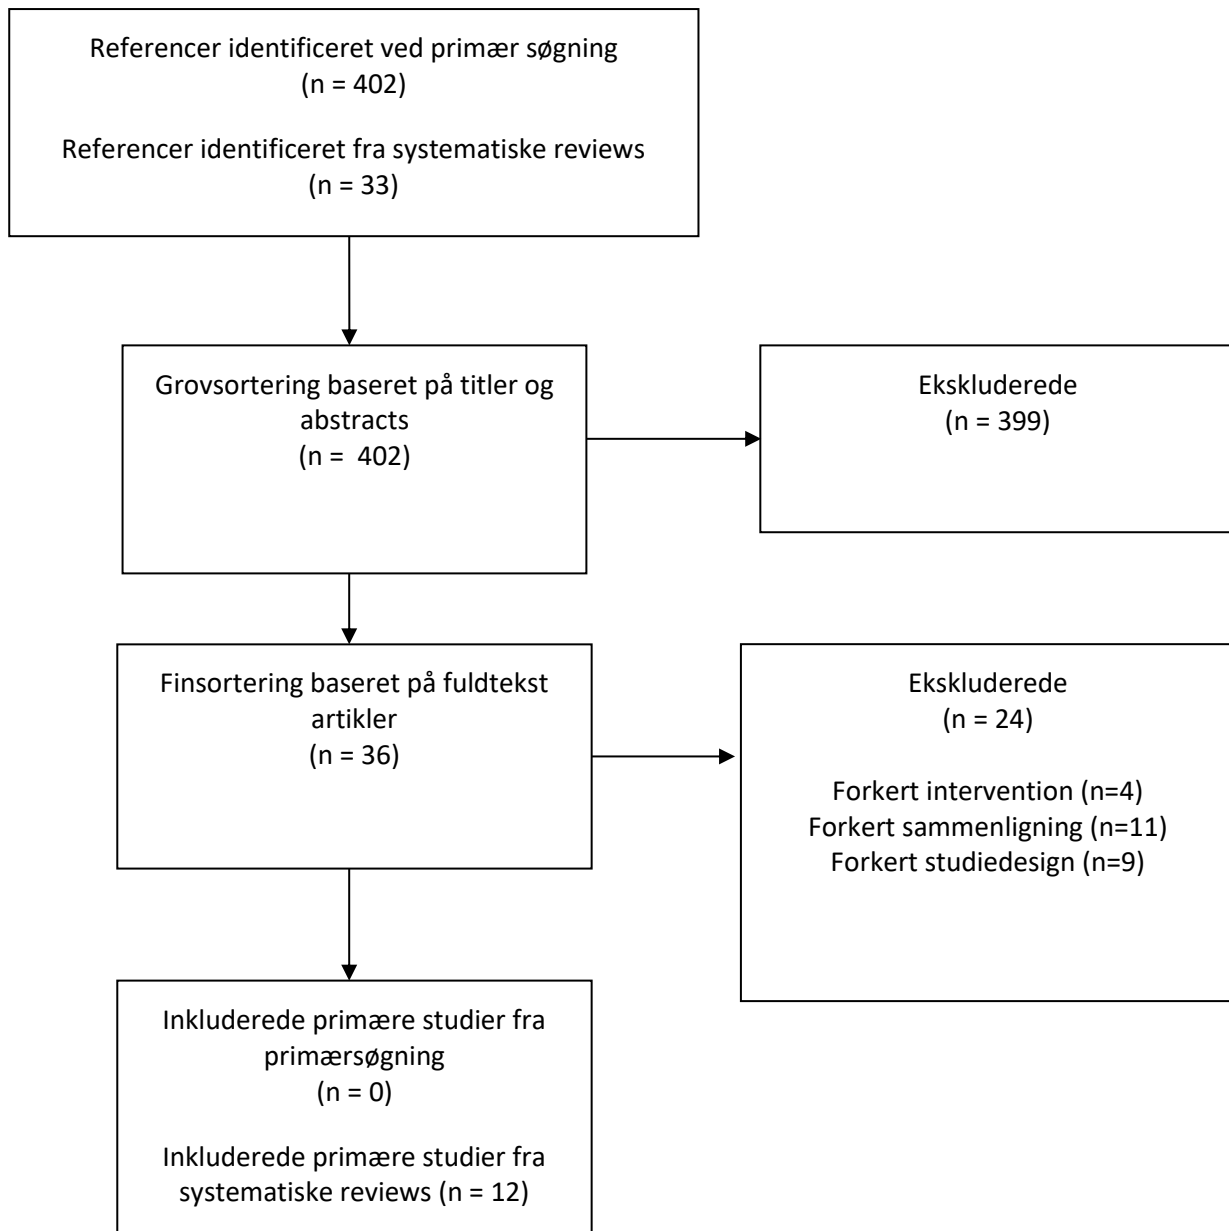 Referencer identificeret ved primær søgning
(n = 402)
Referencer identificeret fra systematiske reviews
(n = 33)
Grovsortering baseret på titler og
abstracts
(n =  402)
Ekskluderede
(n = 399)
Finsortering baseret på fuldtekst
artikler
(n = 36)
Ekskluderede
(n = 24)
Forkert intervention (n=4)
Forkert sammenligning (n=11)
Forkert studiedesign (n=9)
Inkluderede primære studier fra
primærsøgning
(n = 0)
Inkluderede primære studier fra
systematiske reviews (n = 12)